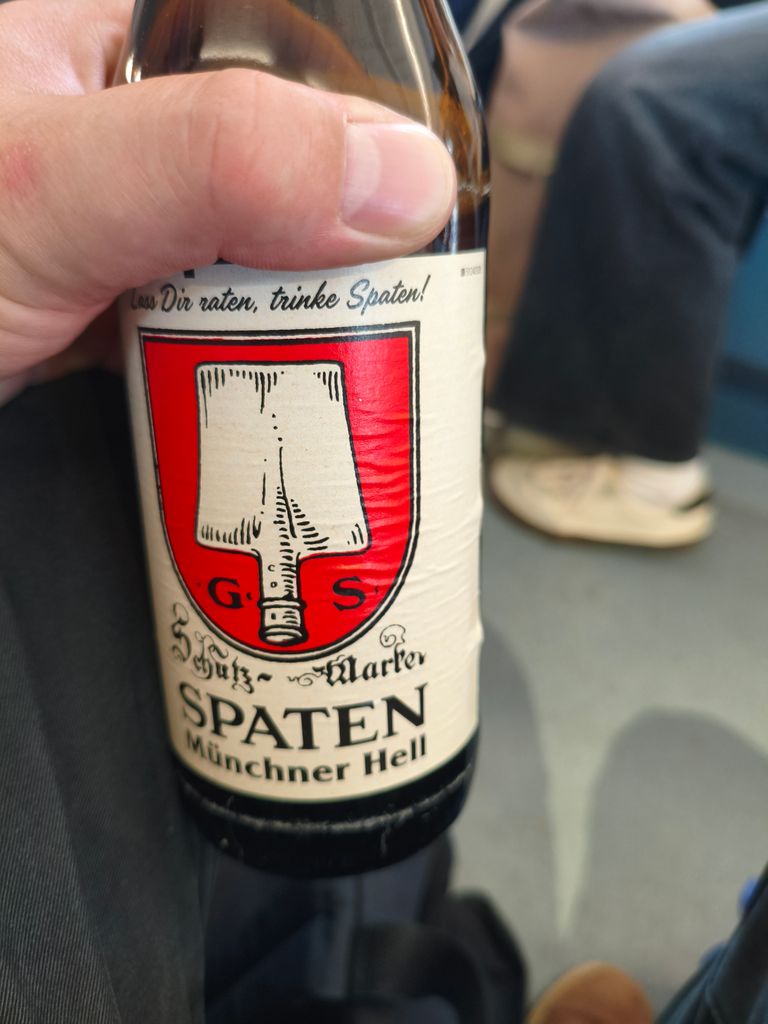 Lass Dir raten, trinke Spaten!
G. S.
Schutz- Marke
SPATEN
Münchner Hell